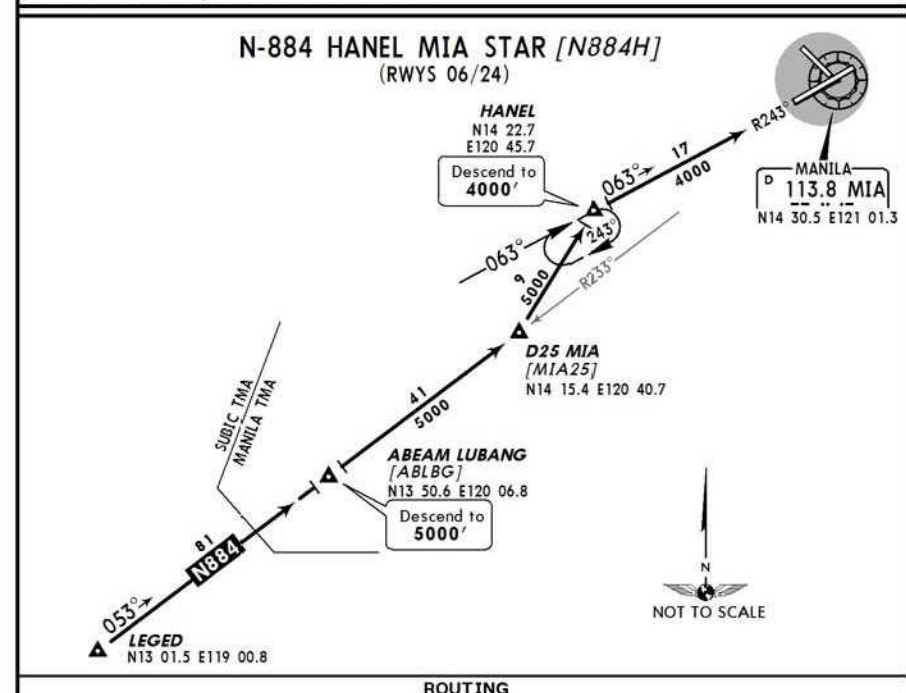 N-884 HANEL MIA STAR [N884H]
(RWYS 06/24)
HANEL
N14 22.7
E120 45.7
Descend to
4000'
063°
17
4000
R243°
MANILA
D 113.8 MIA
N14 30.5 E121 01.3
063°
243°
9
5000
R233°
D25 MIA
[MIA25]
N14 15.4 E120 40.7
SUBIC TMA
MANILA TMA
41
5000
ABEAM LUBANG
[ABLBG]
N13 50.6 E120 06.8
Descend to
5000'
81
N884
053°
LEGED
N13 01.5 E119 00.8
N
NOT TO SCALE
ROUTING